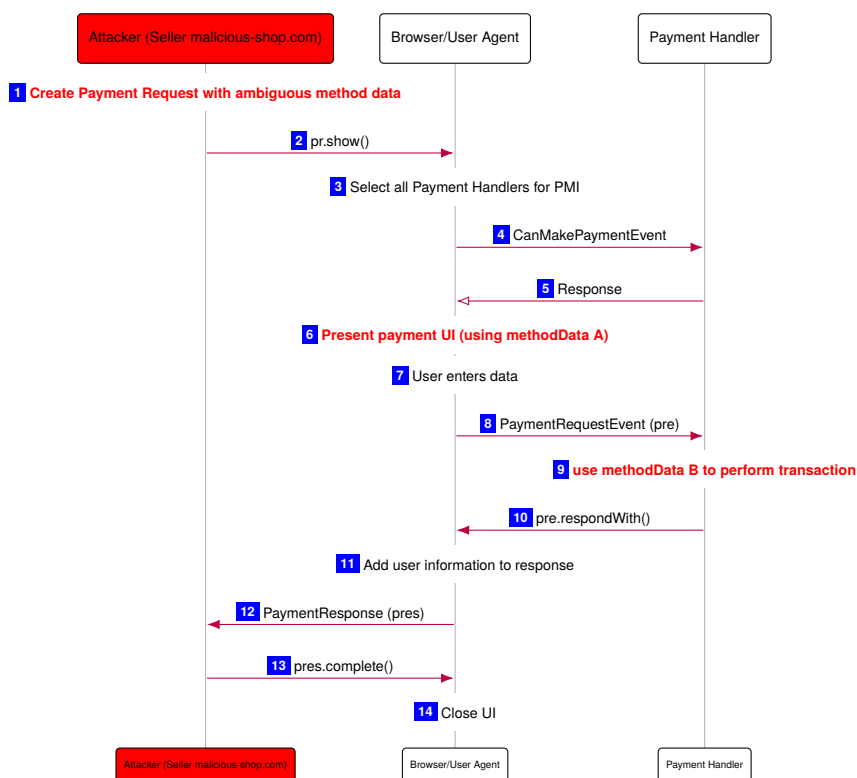 Attacker (Seller malicious-shop.com)
Browser/User Agent
Payment Handler
1 Create Payment Request with ambiguous method data
2 pr.show()
3 Select all Payment Handlers for PMI
4 CanMakePaymentEvent
5 Response
6 Present payment UI (using methodData A)
7 User enters data
8 PaymentRequestEvent (pre)
9 use methodData B to perform transaction
10 pre.respondWith()
11 Add user information to response
12 PaymentResponse (pres)
13 pres.complete()
14 Close UI
Attacker (Seller malicious-shop.com)
Browser/User Agent
Payment Handler